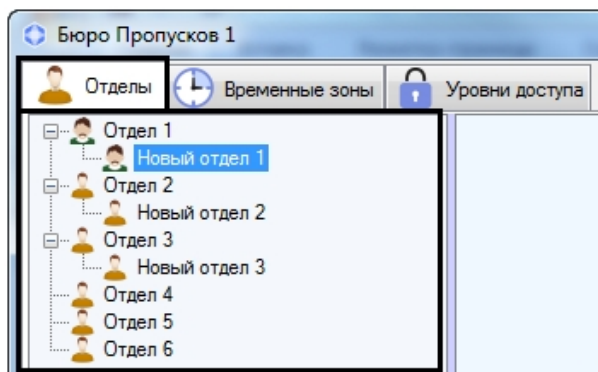 Бюро Пропусков 1
Отделы Временные зоны Уровни доступа
Отдел 1
Новый отдел 1
Отдел 2
Новый отдел 2
Отдел 3
Новый отдел 3
Отдел 4
Отдел 5
Отдел 6